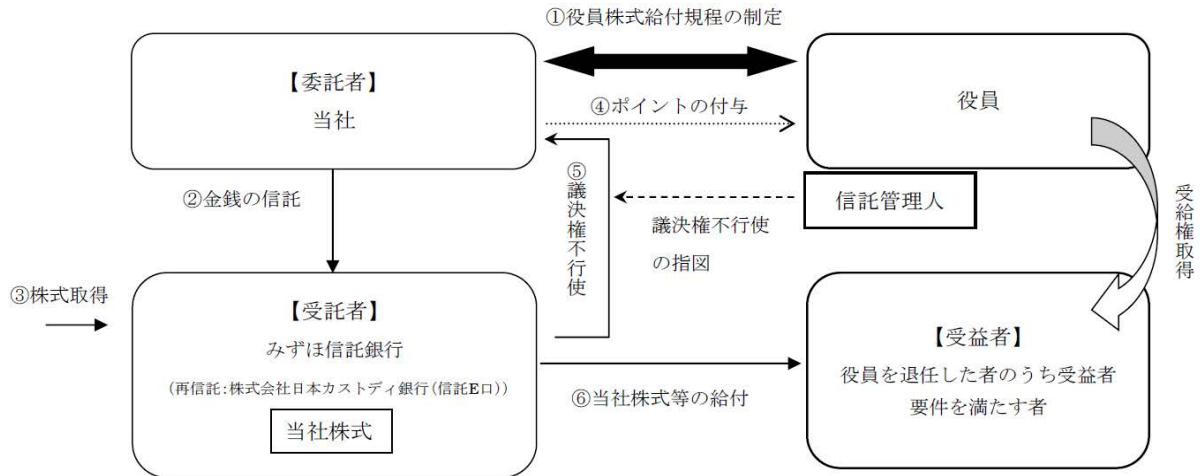 ①役員株式給付規程の制定
【委託者】
当社
④ポイントの付与
役員
②金銭の信託
⑤議決権不行使
議決権不行使
の指図
信託管理人
受給権取得
③株式取得
【受託者】
みずほ信託銀行
(再信託:株式会社日本カストディ銀行(信託E口))
当社株式
⑥当社株式等の給付
【受益者】
役員を退任した者のうち受益者
要件を満たす者